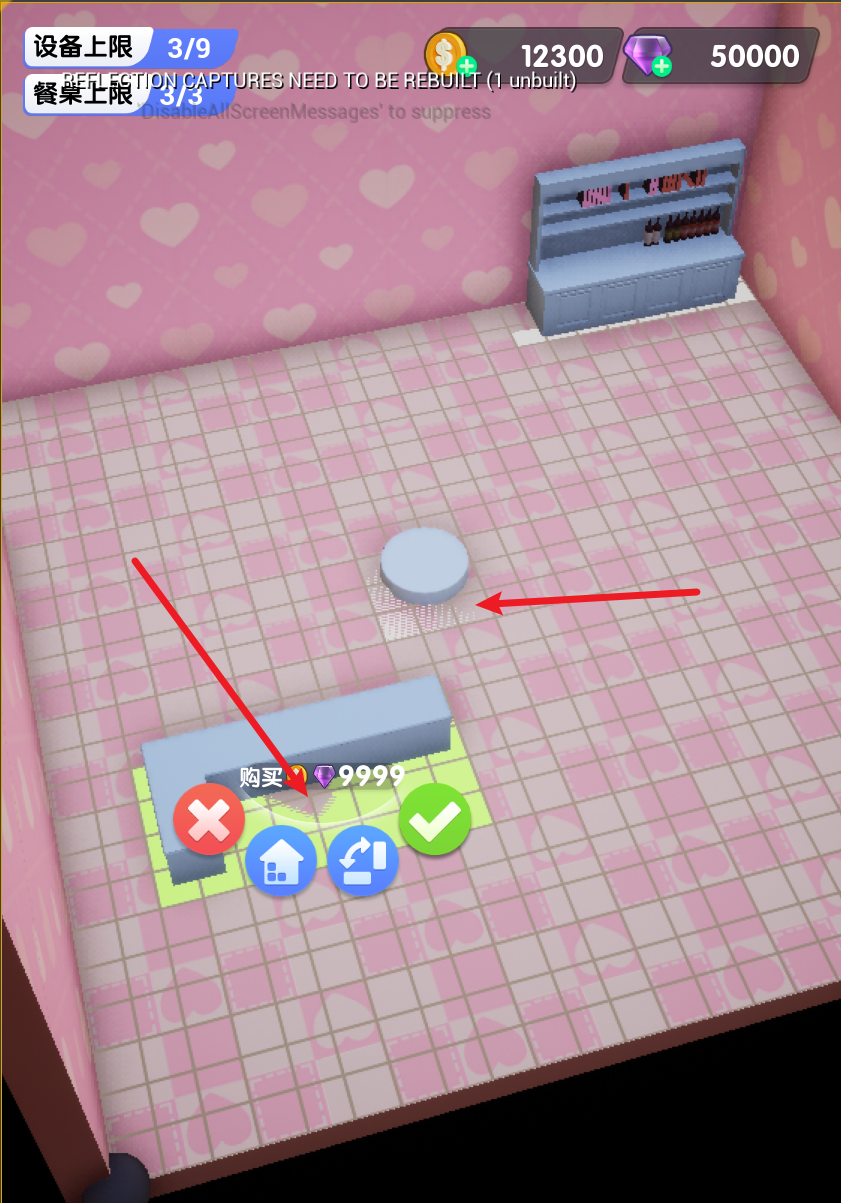 设备上限 3/9
12300
50000
REFLECTION CAPTURES NEED TO BE REBUILT (1 unbuilt)
餐桌上限 3/3
'DisableAllScreenMessages' to suppress
购买 9999